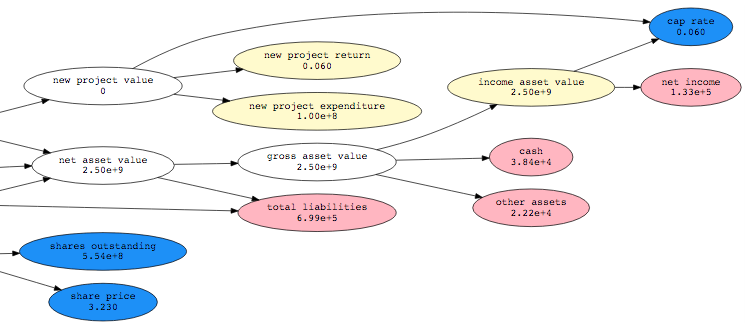 cap rate
0.060
new project return
0.060
new project value
0
income asset value
2.50e+9
net income
1.33e+5
new project expenditure
1.00e+8
net asset value
2.50e+9
gross asset value
2.50e+9
cash
3.84e+4
total liabilities
6.99e+5
other assets
2.22e+4
shares outstanding
5.54e+8
share price
3.230